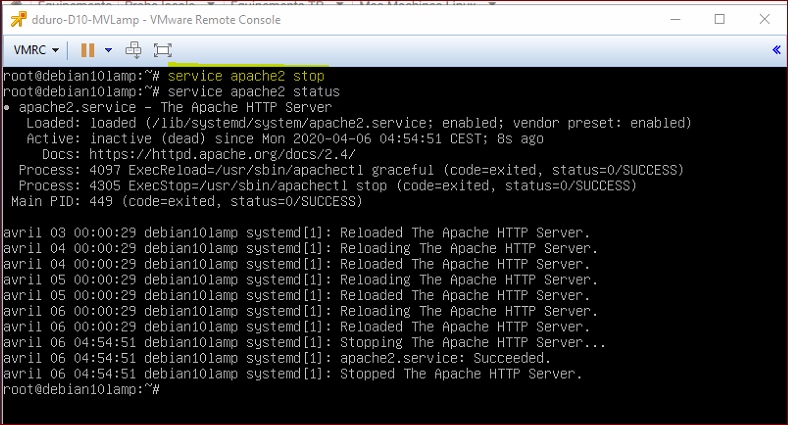 dduro-D10-MVLamp - VMware Remote Console
VMRC
root@debian10lamp:~# service apache2 stop
root@debian10lamp:~# service apache2 status
● apache2.service - The Apache HTTP Server
Loaded: loaded (/lib/systemd/system/apache2.service; enabled; vendor preset: enabled)
Active: inactive (dead) since Mon 2020-04-06 04:54:51 CEST; 8s ago
Docs: https://httpd.apache.org/docs/2.4/
Process: 4097 ExecReload=/usr/sbin/apachectl graceful (code=exited, status=0/SUCCESS)
Process: 4305 ExecStop=/usr/sbin/apachectl stop (code=exited, status=0/SUCCESS)
Main PID: 449 (code=exited, status=0/SUCCESS)
avril 03 00:00:29 debian10lamp systemd[1]: Reloaded The Apache HTTP Server.
avril 04 00:00:29 debian10lamp systemd[1]: Reloading The Apache HTTP Server.
avril 04 00:00:29 debian10lamp systemd[1]: Reloaded The Apache HTTP Server.
avril 05 00:00:29 debian10lamp systemd[1]: Reloading The Apache HTTP Server.
avril 05 00:00:29 debian10lamp systemd[1]: Reloaded The Apache HTTP Server.
avril 06 00:00:29 debian10lamp systemd[1]: Reloading The Apache HTTP Server.
avril 06 00:00:29 debian10lamp systemd[1]: Reloaded The Apache HTTP Server.
avril 06 04:54:51 debian10lamp systemd[1]: Stopping The Apache HTTP Server...
avril 06 04:54:51 debian10lamp systemd[1]: apache2.service: Succeeded.
avril 06 04:54:51 debian10lamp systemd[1]: Stopped The Apache HTTP Server.
root@debian10lamp:~#